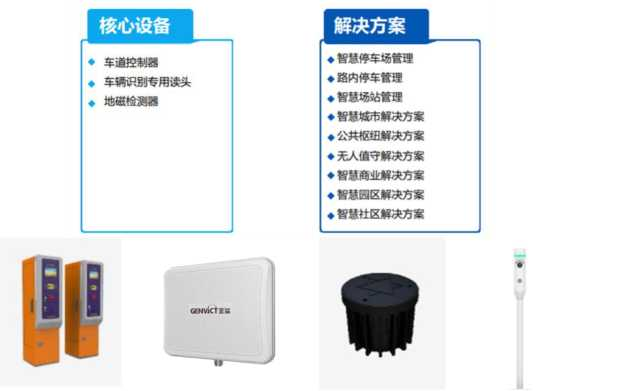 核心设备
车道控制器
车辆识别专用读头
地磁检测器
解决方案
智慧停车场管理
路内停车管理
智慧场站管理
智慧城市解决方案
公共枢纽解决方案
无人值守解决方案
智慧商业解决方案
智慧园区解决方案
智慧社区解决方案
GENVICT